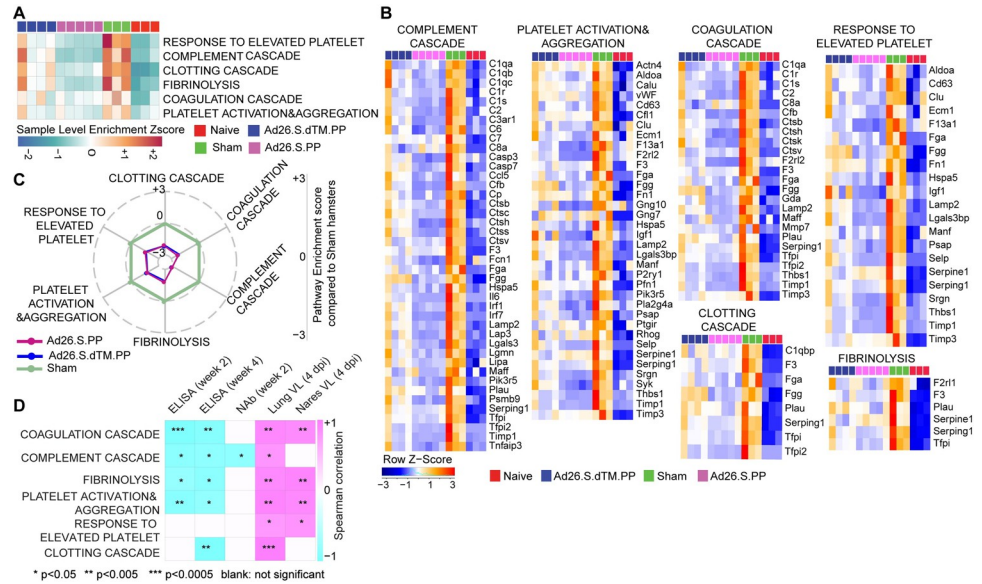 A
RESPONSE TO ELEVATED PLATELET
COMPLEMENT CASCADE
CLOTTING CASCADE
FIBRINOLYSIS
COAGULATION CASCADE
PLATELET ACTIVATION&AGGREGATION
Sample Level Enrichment Zscore
−2 −1 0 +1 +2
Naive
Ad26.S.dTM.PP
Sham
Ad26.S.PP
C
CLOTTING CASCADE
COAGULATION
CASCADE
COMPLEMENT
CASCADE
FIBRINOLYSIS
PLATELET
ACTIVATION
&AGGREGATION
RESPONSE TO
ELEVATED
PLATELET
+3
0
−3
+3
0
−3
Pathway Enrichment score
compared to Sham hamsters
Ad26.S.PP
Ad26.S.dTM.PP
Sham
D
ELISA (week 2)
ELISA (week 4)
NAb (week 2)
Lung VL (4 dpi)
Nares VL (4 dpi)
COAGULATION CASCADE
*** ** ** **
COMPLEMENT CASCADE
* * * *
FIBRINOLYSIS
* * ** **
PLATELET ACTIVATION&
AGGREGATION
** * ** **
RESPONSE TO
ELEVATED PLATELET
* *
CLOTTING CASCADE
** ***
+1
0
−1
Spearman correlation
* p<0.05 ** p<0.005 *** p<0.0005 blank: not significant
B
COMPLEMENT
CASCADE
C1qa
C1qb
C1qc
C1r
C1s
C2
C3ar1
C6
C7
C8a
Casp3
Casp7
Ccl5
Cfb
Cp
Ctsb
Ctsc
Ctsh
Ctss
Ctsv
F3
Fcn1
Fga
Fgg
Hspa5
Il6
Irf1
Irf7
Lamp2
Lap3
Lgals3
Lgmn
Lipa
Maff
Pik3r5
Plau
Psmb9
Serping1
Tfpi
Tfpi2
Timp1
Tnfaip3
PLATELET ACTIVATION&
AGGREGATION
Actn4
Aldoa
Calu
vWF
Cd63
Cfl1
Clu
Ecm1
F13a1
F2rl2
F3
Fga
Fgg
Fn1
Gng10
Gng7
Hspa5
Igf1
Lamp2
Lgals3bp
Manf
P2ry1
Pfn1
Pik3r5
Pla2g4a
Psap
Ptgir
Rhog
Selp
Serpine1
Serping1
Srgn
Syk
Thbs1
Timp1
Timp3
COAGULATION
CASCADE
C1qa
C1r
C1s
C2
C8a
Cfb
Ctsb
Ctsh
Ctsk
Ctsv
F2rl2
F3
Fga
Fgg
Gda
Lamp2
Maff
Mmp7
Plau
Serping1
Tfpi
Tfpi2
Thbs1
Timp1
Timp3
CLOTTING
CASCADE
C1qbp
F3
Fga
Fgg
Plau
Serping1
Tfpi
Tfpi2
RESPONSE TO
ELEVATED PLATELET
Aldoa
Cd63
Clu
Ecm1
F13a1
Fga
Fgg
Fn1
Hspa5
Igf1
Lamp2
Lgals3bp
Manf
Psap
Selp
Serpine1
Serping1
Srgn
Thbs1
Timp1
Timp3
FIBRINOLYSIS
F2rl1
F3
Plau
Serpine1
Serping1
Tfpi
Row Z−Score
−3 −1 1 3
Naive
Ad26.S.dTM.PP
Sham
Ad26.S.PP